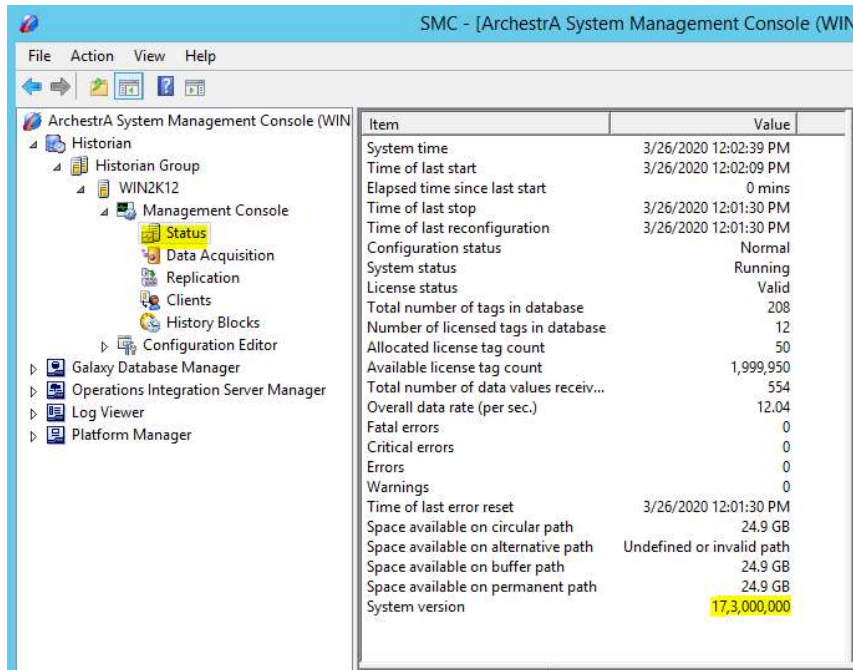 SMC - [ArchestrA System Management Console (WIN
File Action View Help
ArchestrA System Management Console (WIN
Historian
Historian Group
WIN2K12
Management Console
Status
Data Acquisition
Replication
Clients
History Blocks
Configuration Editor
Galaxy Database Manager
Operations Integration Server Manager
Log Viewer
Platform Manager
Item Value
System time 3/26/2020 12:02:39 PM
Time of last start 3/26/2020 12:02:09 PM
Elapsed time since last start 0 mins
Time of last stop 3/26/2020 12:01:30 PM
Time of last reconfiguration 3/26/2020 12:01:30 PM
Configuration status Normal
System status Running
License status Valid
Total number of tags in database 208
Number of licensed tags in database 12
Allocated license tag count 50
Available license tag count 1,999,950
Total number of data values receiv... 554
Overall data rate (per sec.) 12.04
Fatal errors 0
Critical errors 0
Errors 0
Warnings 0
Time of last error reset 3/26/2020 12:01:30 PM
Space available on circular path 24.9 GB
Space available on alternative path Undefined or invalid path
Space available on buffer path 24.9 GB
Space available on permanent path 24.9 GB
System version 17,3,000,000